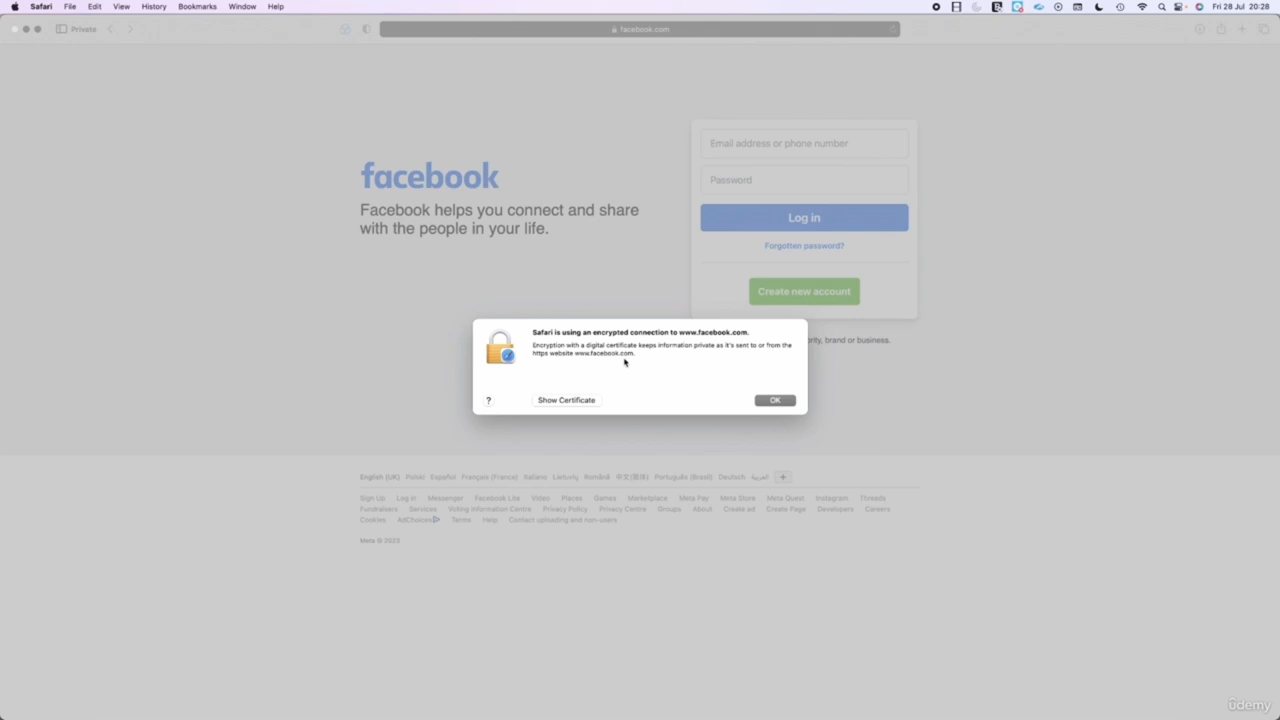 Safari File Edit View History Bookmarks Window Help Fri 28 Jul 20:28
Private facebook.com
facebook
Facebook helps you connect and share
with the people in your life.
Email address or phone number
Password
Log in
Forgotten password?
Create new account
brand or business.
Safari is using an encrypted connection to www.facebook.com.
Encryption with a digital certificate keeps information private as it's sent to or from the
https website www.facebook.com.
? Show Certificate OK
English (UK) Polski Español Français (France) Italiano Lietuvių Română 中文(简体) Português (Brasil) Deutsch العربية +
Sign Up Log in Messenger Facebook Lite Video Places Games Marketplace Meta Pay Meta Store Meta Quest Instagram Threads
Fundraisers Services Voting Information Centre Privacy Policy Privacy Centre Groups About Create ad Create Page Developers Careers
Cookies AdChoices Terms Help Contact uploading and non-users
Meta © 2023
ûdemy